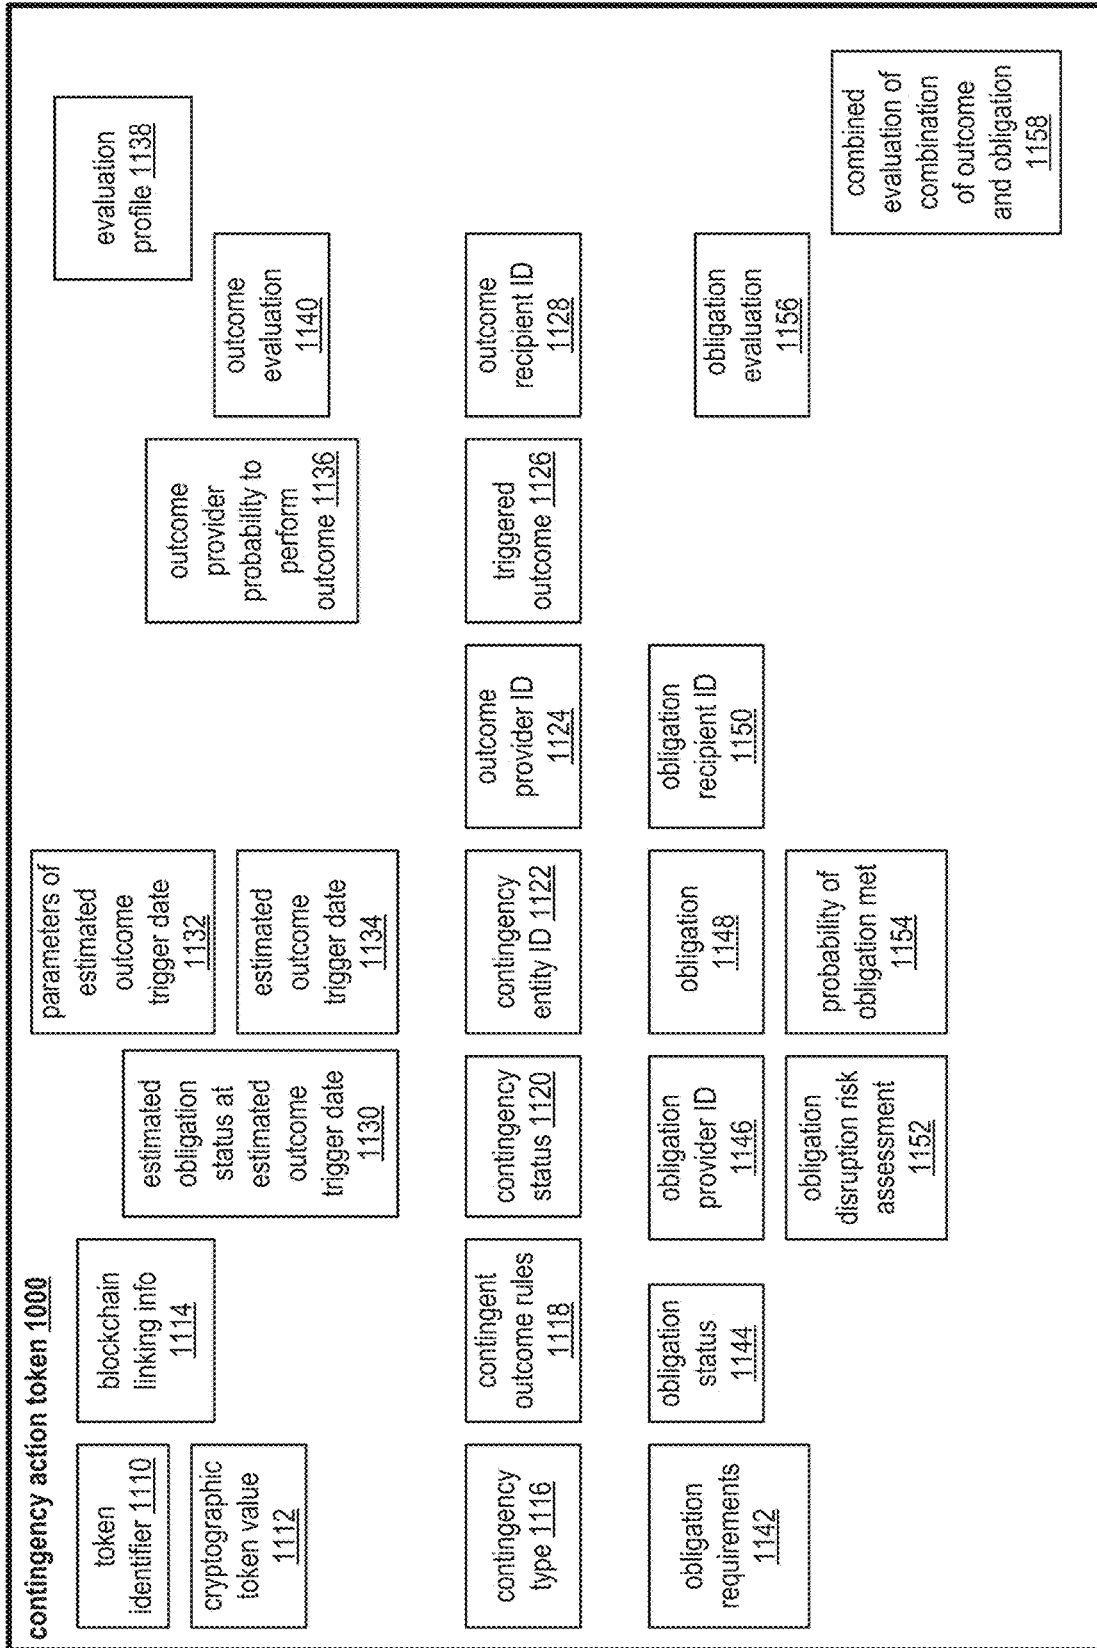 contingency action token 1000
token
identifier 1110
cryptographic
token value
1112
blockchain
linking info
1114
estimated
obligation
status at
estimated
outcome
trigger date
1130
parameters of
estimated
outcome
trigger date
1132
estimated
outcome
trigger date
1134
outcome
provider
probability to
perform
outcome 1136
evaluation
profile 1138
outcome
evaluation
1140
contingency
type 1116
contingent
outcome rules
1118
contingency
status 1120
contingency
entity ID 1122
outcome
provider ID
1124
triggered
outcome 1126
outcome
recipient ID
1128
obligation
requirements
1142
obligation
status
1144
obligation
provider ID
1146
obligation
1148
obligation
recipient ID
1150
obligation
disruption risk
assessment
1152
probability of
obligation met
1154
obligation
evaluation
1156
combined
evaluation of
combination
of outcome
and obligation
1158